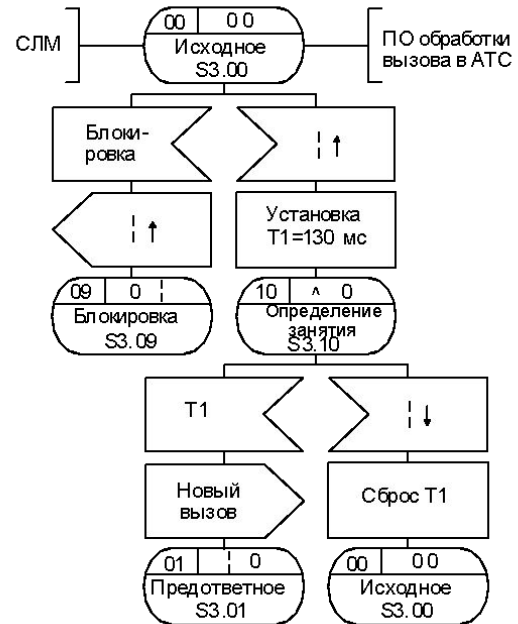 00 00
СЛМ
Исходное
S3.00
ПО обработки
вызова в АТС
Блоки-
ровка
¦ ↑
¦ ↑
Установка
Т1=130 мс
09 0 ¦
Блокировка
S3.09
10 ^ 0
Определение
занятия
S3.10
Т1
¦ ↓
Новый
вызов
Сброс Т1
01 ¦ 0
Предответное
S3.01
00 00
Исходное
S3.00